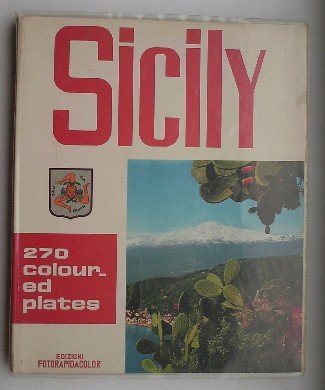 Sicily
270
colour-
ed
plates
EDIZIONI
FOTORAPIDACOLOR